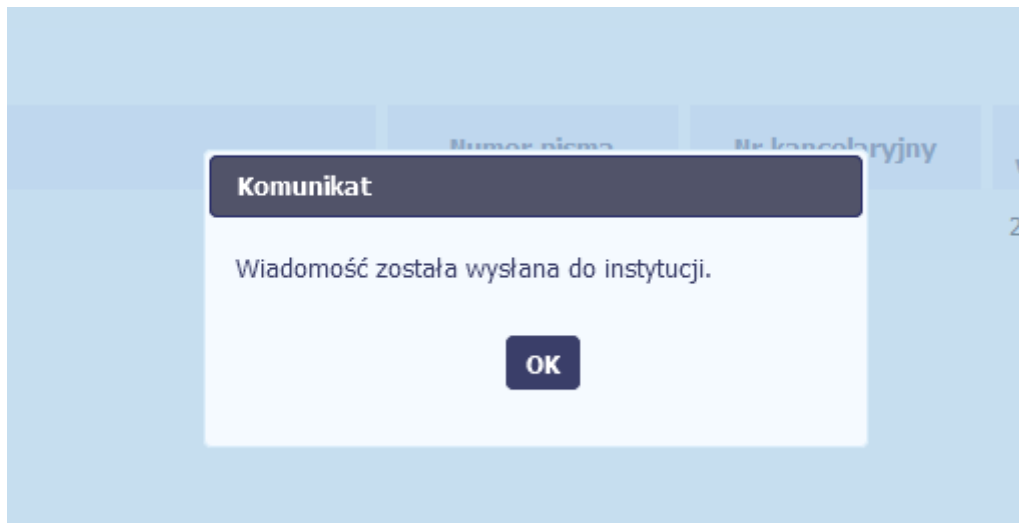 Numer pisma
Nr kancelaryjny
Komunikat
Wiadomość została wysłana do instytucji.
OK